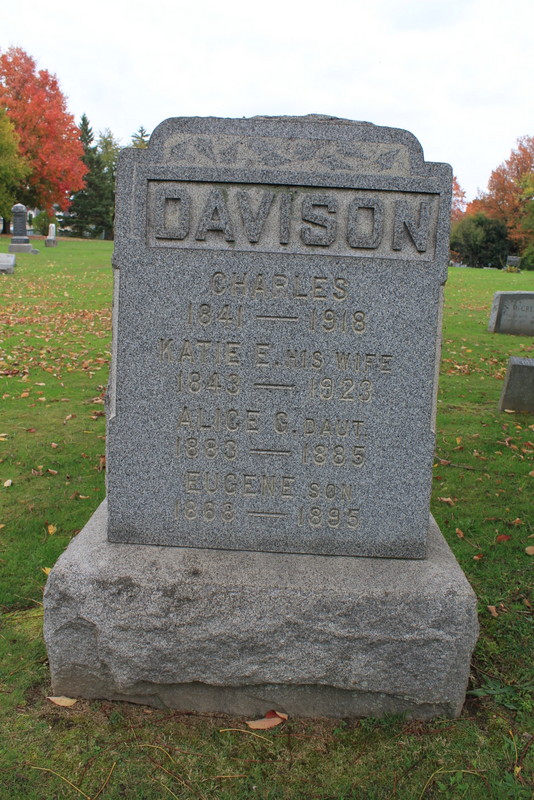 DAVISON
CHARLES
1841 — 1918
KATIE E. HIS WIFE
1843 — 1923
ALICE G. DAUT.
1883 — 1885
EUGENE SON
1868 — 1895